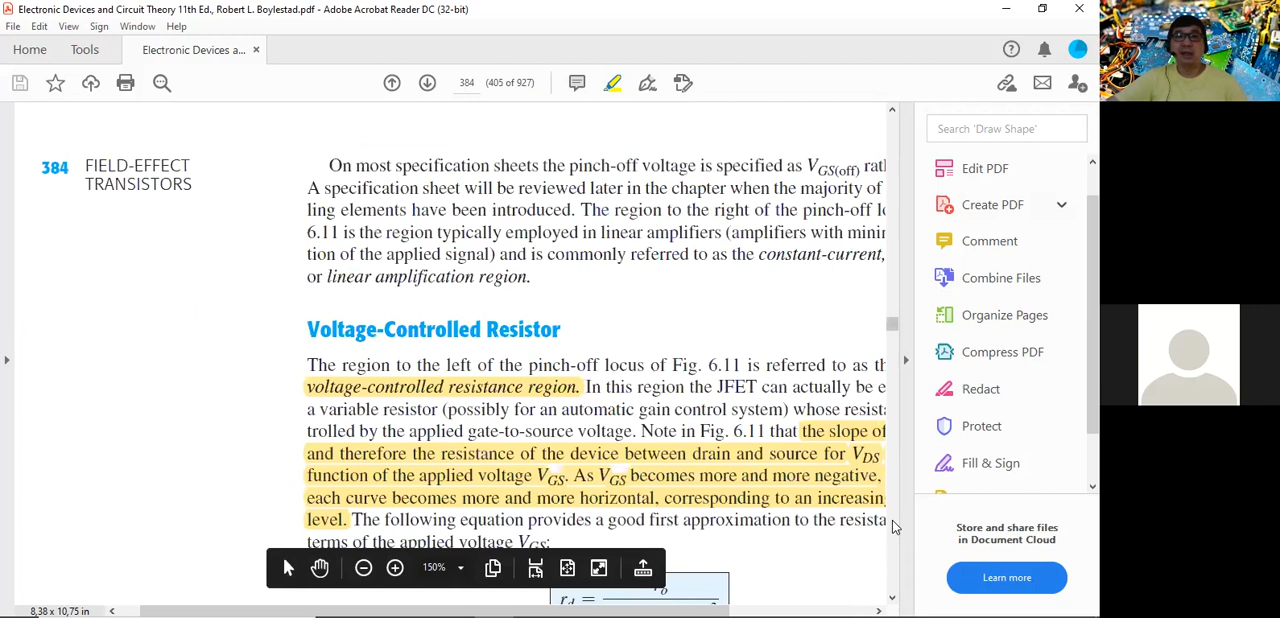 Electronic Devices and Circuit Theory 11th Ed., Robert L. Boylestad.pdf - Adobe Acrobat Reader DC (32-bit)
File Edit View Sign Window Help
Home Tools Electronic Devices a... ×
384 (405 of 927)
384 FIELD-EFFECT
TRANSISTORS
On most specification sheets the pinch-off voltage is specified as VGS(off) rat
A specification sheet will be reviewed later in the chapter when the majority of
ling elements have been introduced. The region to the right of the pinch-off l
6.11 is the region typically employed in linear amplifiers (amplifiers with mini
tion of the applied signal) and is commonly referred to as the constant-current,
or linear amplification region.
Voltage-Controlled Resistor
The region to the left of the pinch-off locus of Fig. 6.11 is referred to as th
voltage-controlled resistance region. In this region the JFET can actually be e
a variable resistor (possibly for an automatic gain control system) whose resista
trolled by the applied gate-to-source voltage. Note in Fig. 6.11 that the slope of
and therefore the resistance of the device between drain and source for VDS
function of the applied voltage VGS. As VGS becomes more and more negative,
each curve becomes more and more horizontal, corresponding to an increasin
level. The following equation provides a good first approximation to the resista
terms of the applied voltage VGS:
rd =
150%
8,38 x 10,75 in
Search 'Draw Shape'
Edit PDF
Create PDF
Comment
Combine Files
Organize Pages
Compress PDF
Redact
Protect
Fill & Sign
Store and share files
in Document Cloud
Learn more